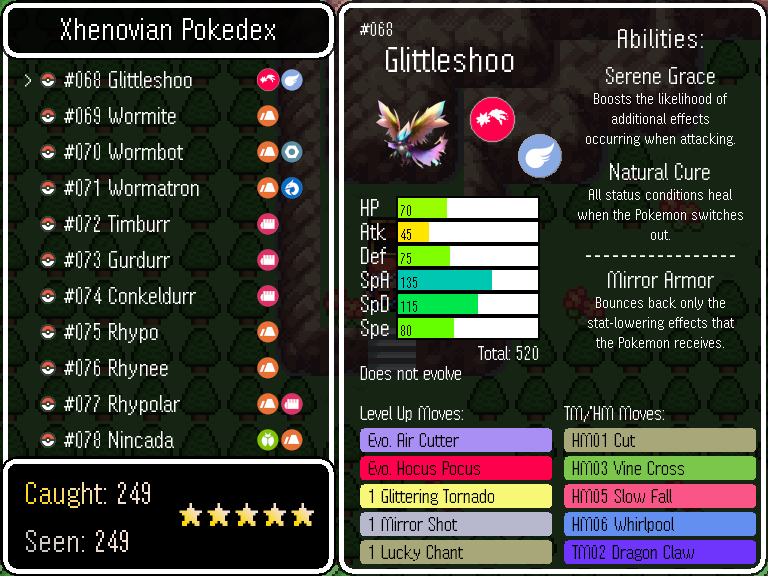 Xhenovian Pokedex
#068 Glittleshoo
#069 Wormite
#070 Wormbot
#071 Wormatron
#072 Timburr
#073 Gurdurr
#074 Conkeldurr
#075 Rhypo
#076 Rhynee
#077 Rhypolar
#078 Nincada
Caught: 249
Seen: 249
#068
Glittleshoo
HP 70
Atk 45
Def 75
SpA 135
SpD 115
Spe 80
Total: 520
Does not evolve
Abilities:
Serene Grace
Boosts the likelihood of
additional effects
occurring when attacking.
Natural Cure
All status conditions heal
when the Pokemon switches
out.
-----------------
Mirror Armor
Bounces back only the
stat-lowering effects that
the Pokemon receives.
Level Up Moves:
Evo. Air Cutter
Evo. Hocus Pocus
1 Glittering Tornado
1 Mirror Shot
1 Lucky Chant
TM/HM Moves:
HM01 Cut
HM03 Vine Cross
HM05 Slow Fall
HM06 Whirlpool
TM02 Dragon Claw